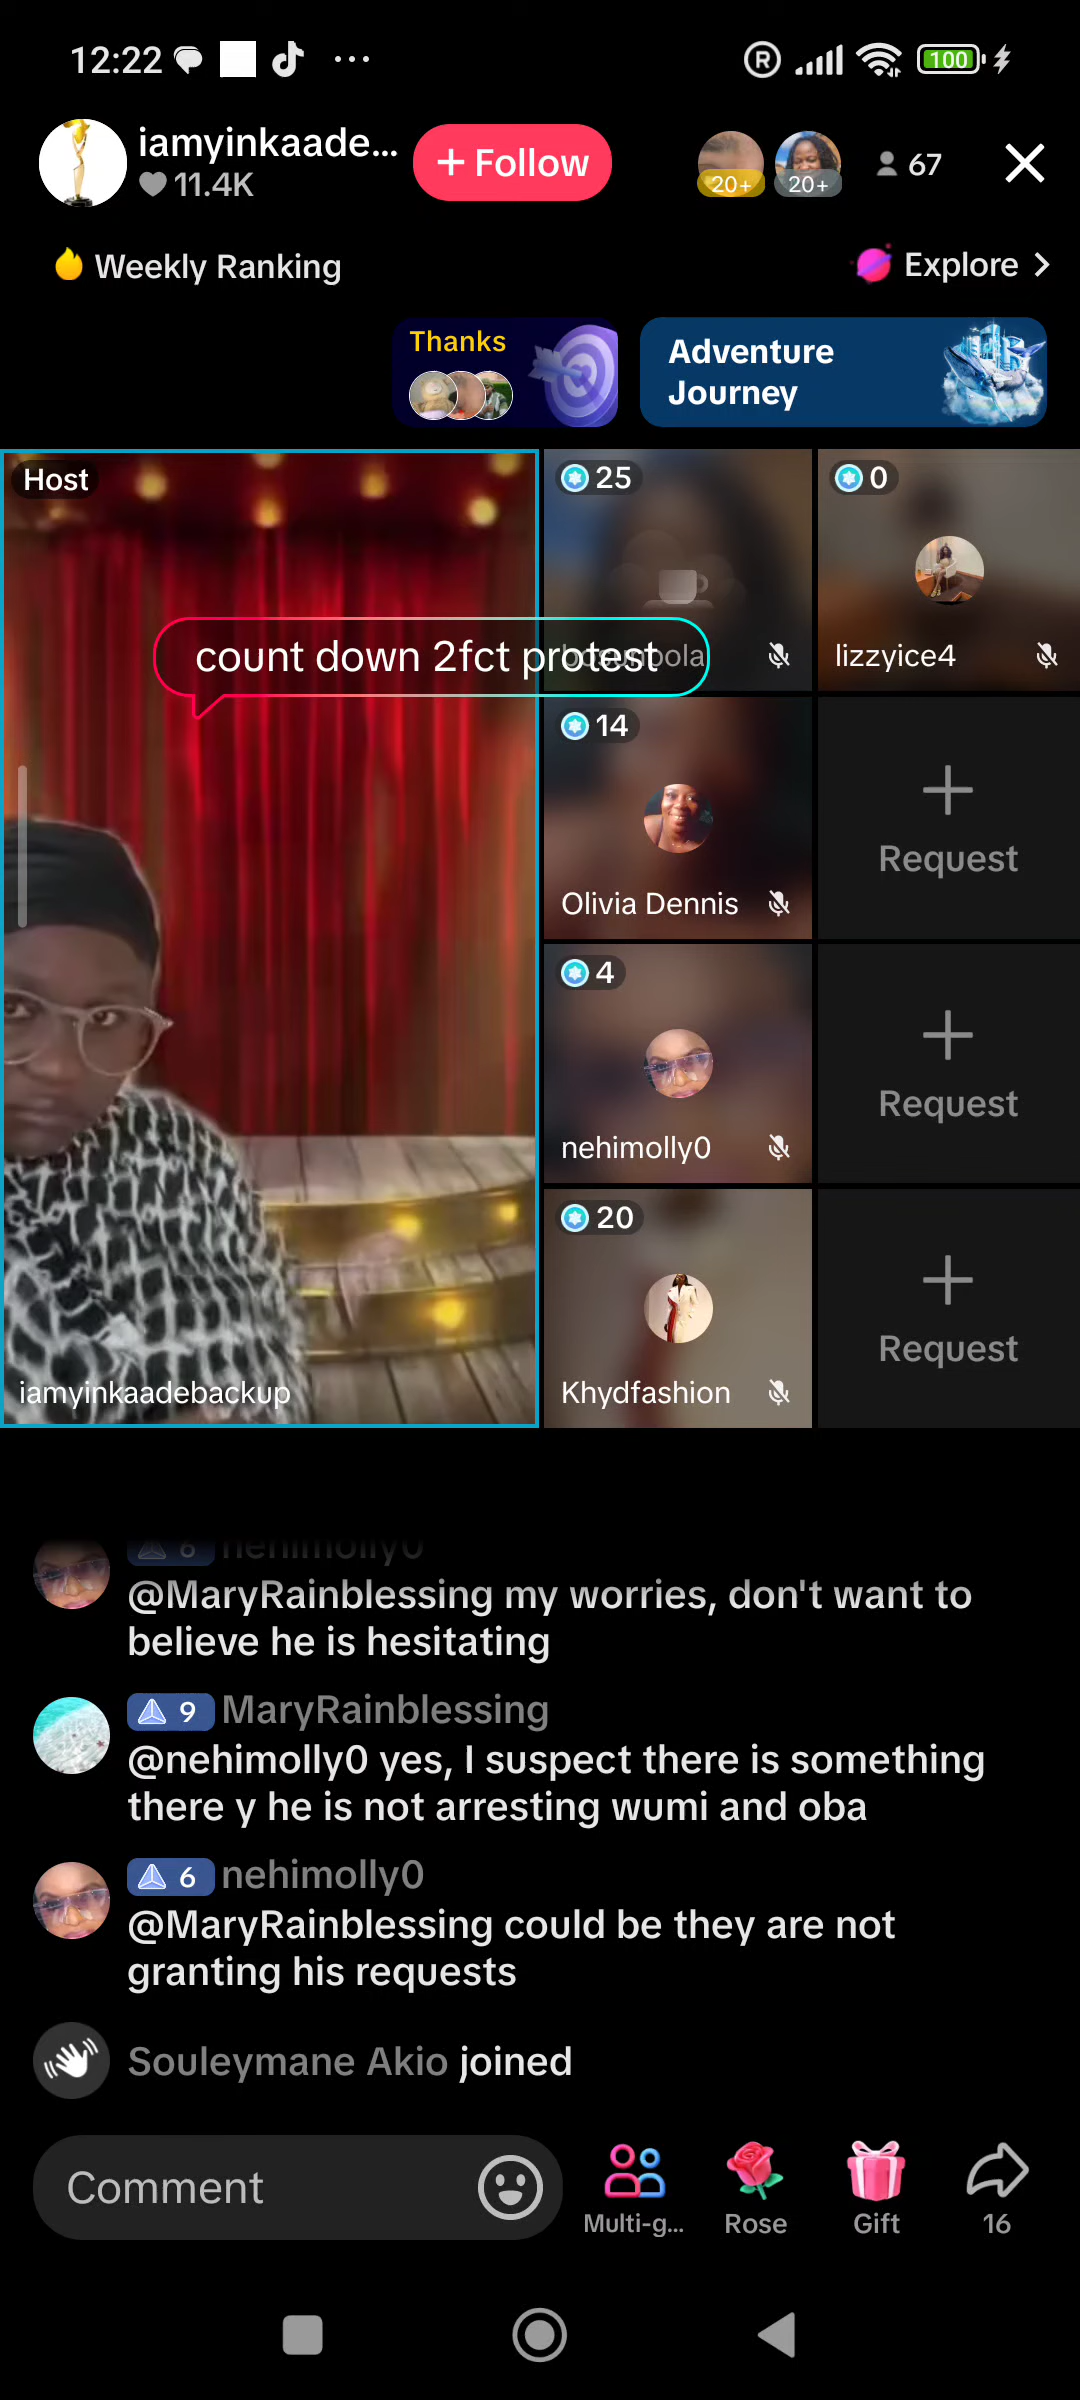 12:22
100
iamyinkaade...
11.4K
+ Follow
20+
20+
67
Weekly Ranking
Explore
Thanks
Adventure
Journey
Host
25
0
count down 2fct protest
lizzyice4
14
Olivia Dennis
Request
4
nehimolly0
Request
20
Khydfashion
Request
iamyinkaadebackup
6 nehimolly0
@MaryRainblessing my worries, don't want to
believe he is hesitating
9 MaryRainblessing
@nehimolly0 yes, I suspect there is something
there y he is not arresting wumi and oba
6 nehimolly0
@MaryRainblessing could be they are not
granting his requests
Souleymane Akio joined
Comment
Multi-g...
Rose
Gift
16